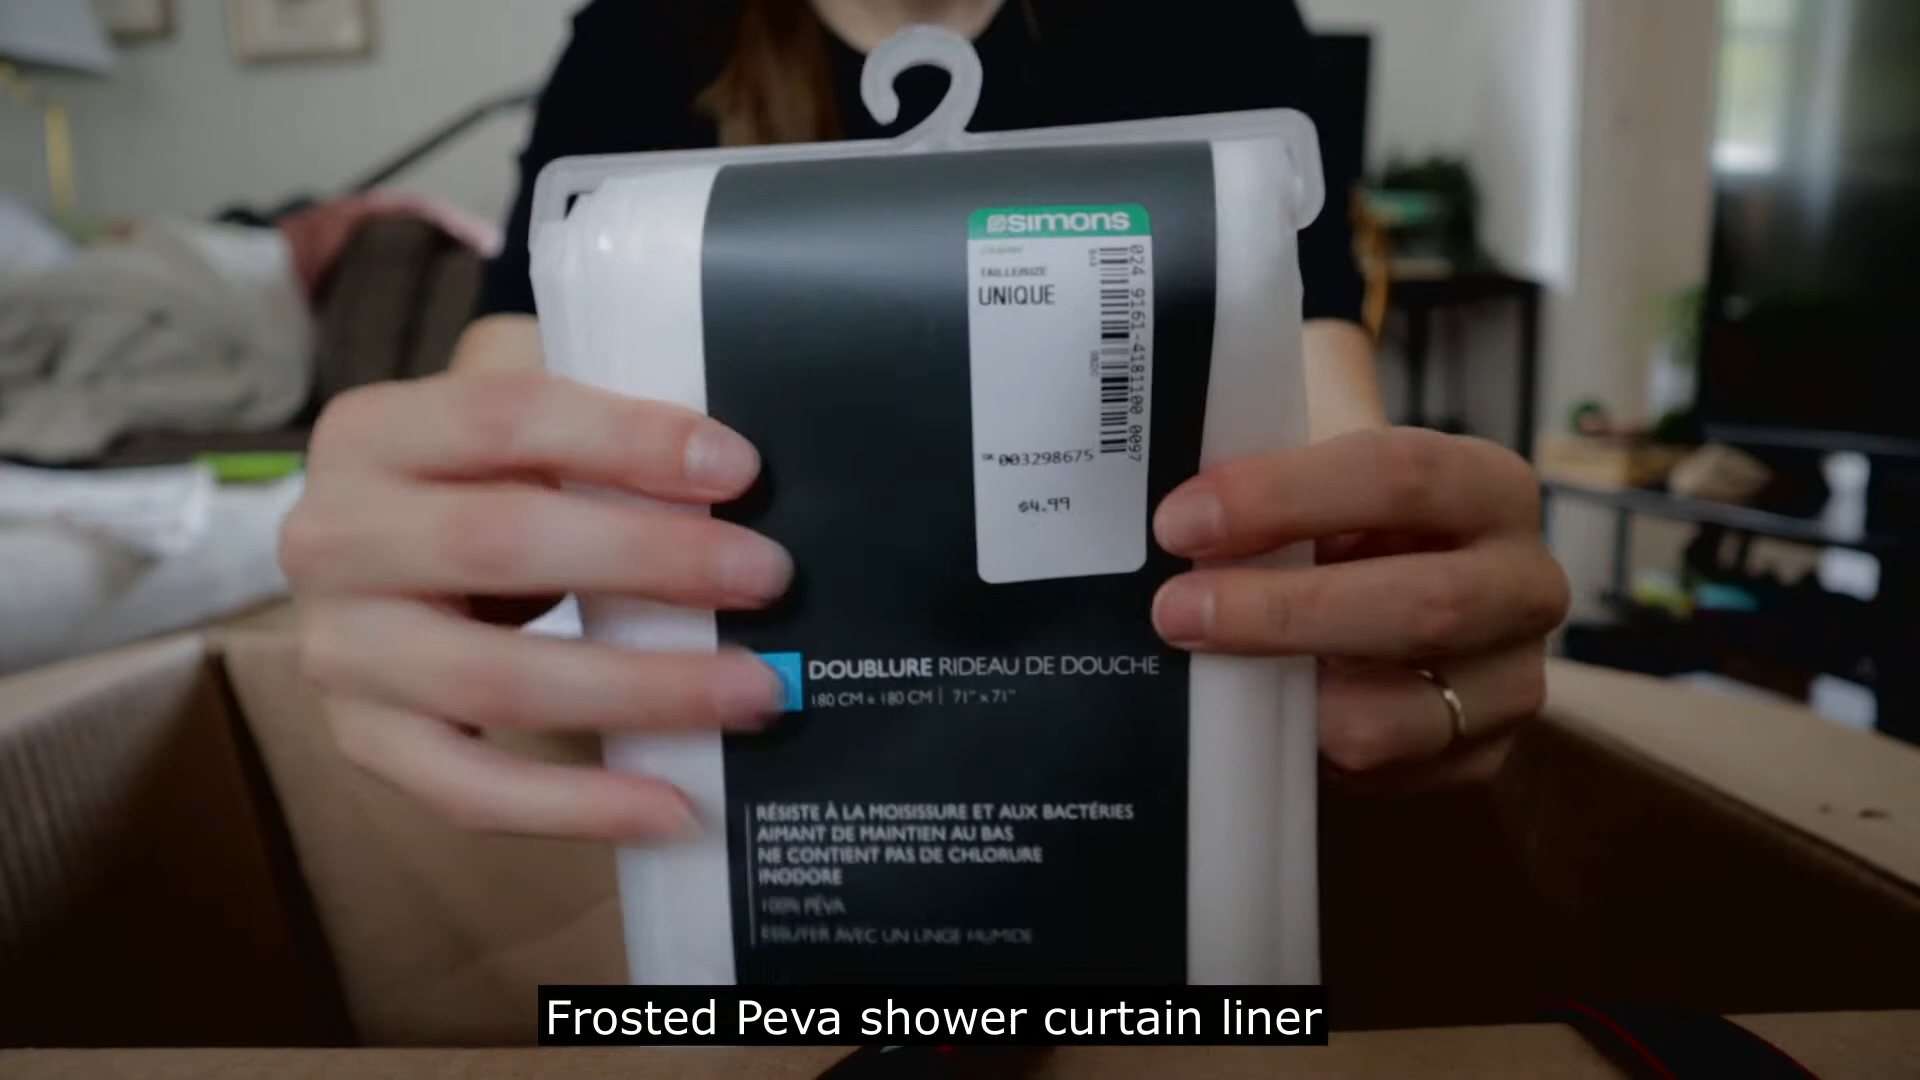 simons
TAILLE/SIZE
UNIQUE
024 9161-4181100 0097
003298675
$4.99
DOUBLURE RIDEAU DE DOUCHE
180 CM x 180 CM | 71" x 71"
RÉSISTE À LA MOISISSURE ET AUX BACTÉRIES
AIMANT DE MAINTIEN AU BAS
NE CONTIENT PAS DE CHLORURE
INODORE
100% PÉVA
ESSUYER AVEC UN LINGE HUMIDE
Frosted Peva shower curtain liner